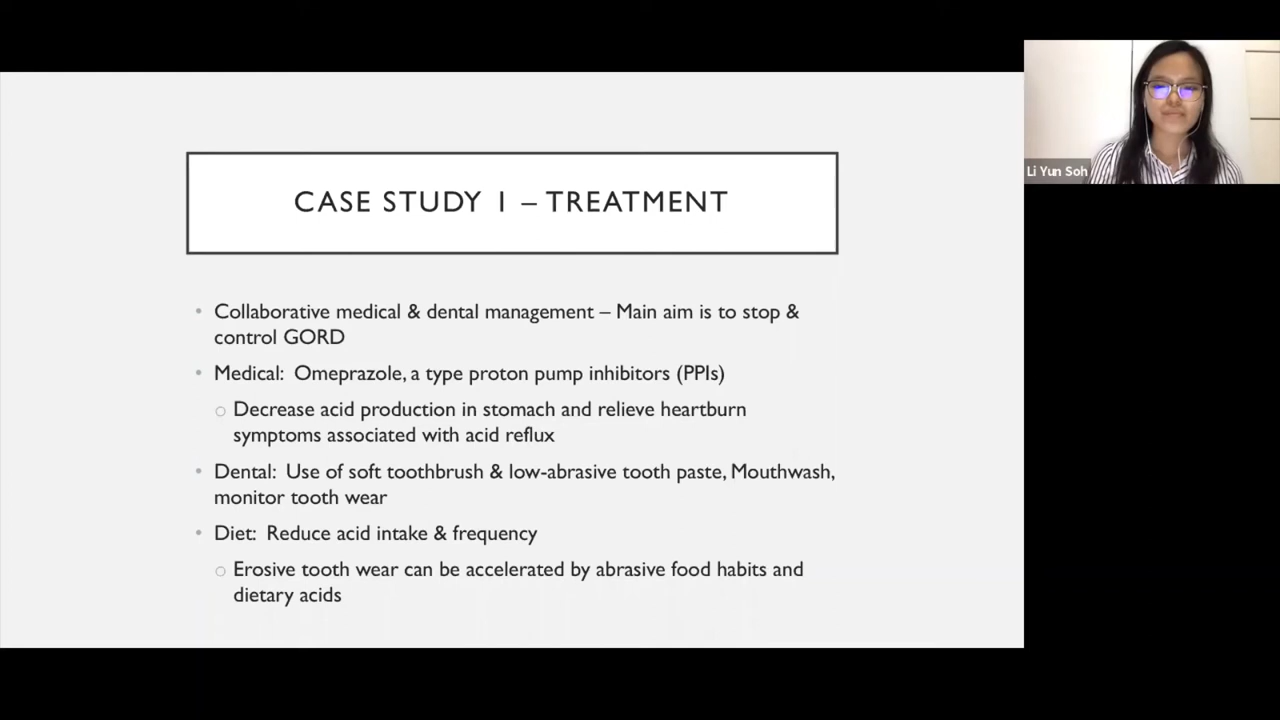 CASE STUDY 1 – TREATMENT
Li Yun Soh
• Collaborative medical & dental management – Main aim is to stop &
control GORD
• Medical: Omeprazole, a type proton pump inhibitors (PPIs)
○ Decrease acid production in stomach and relieve heartburn
symptoms associated with acid reflux
• Dental: Use of soft toothbrush & low-abrasive tooth paste, Mouthwash,
monitor tooth wear
• Diet: Reduce acid intake & frequency
○ Erosive tooth wear can be accelerated by abrasive food habits and
dietary acids